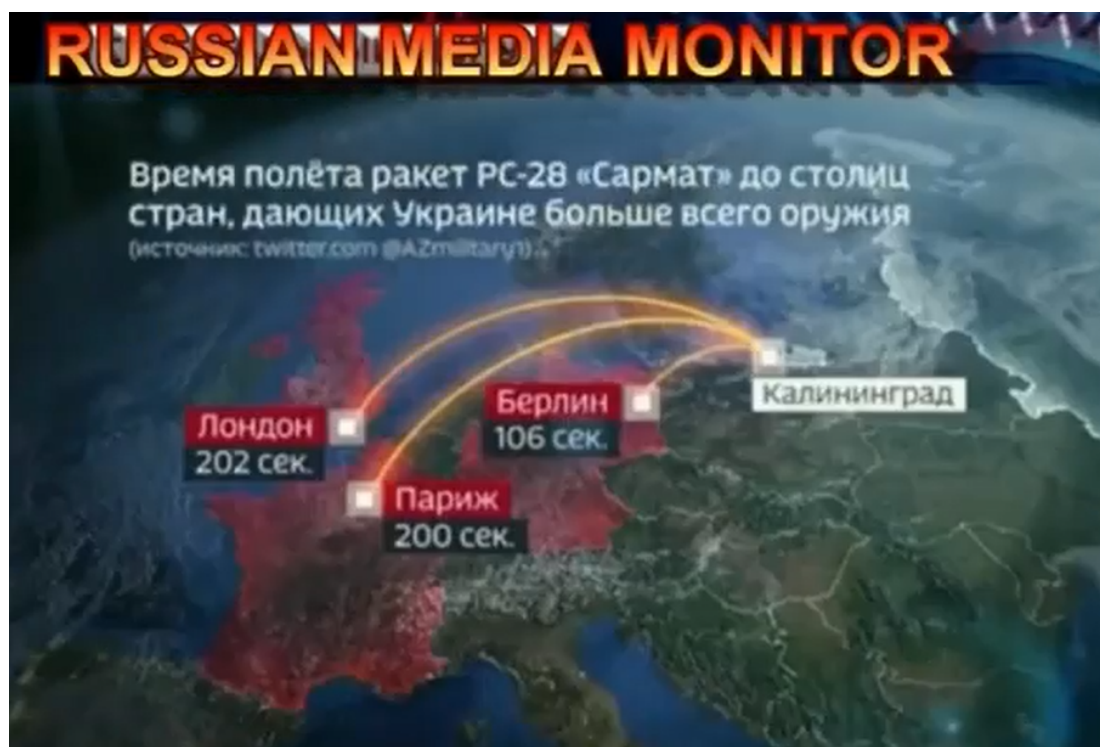 RUSSIAN MEDIA MONITOR
Время полёта ракет РС-28 «Сармат» до столиц
стран, дающих Украине больше всего оружия
(источник: twitter.com @AZmilitary1)
Лондон
202 сек.
Берлин
106 сек.
Калининград
Париж
200 сек.